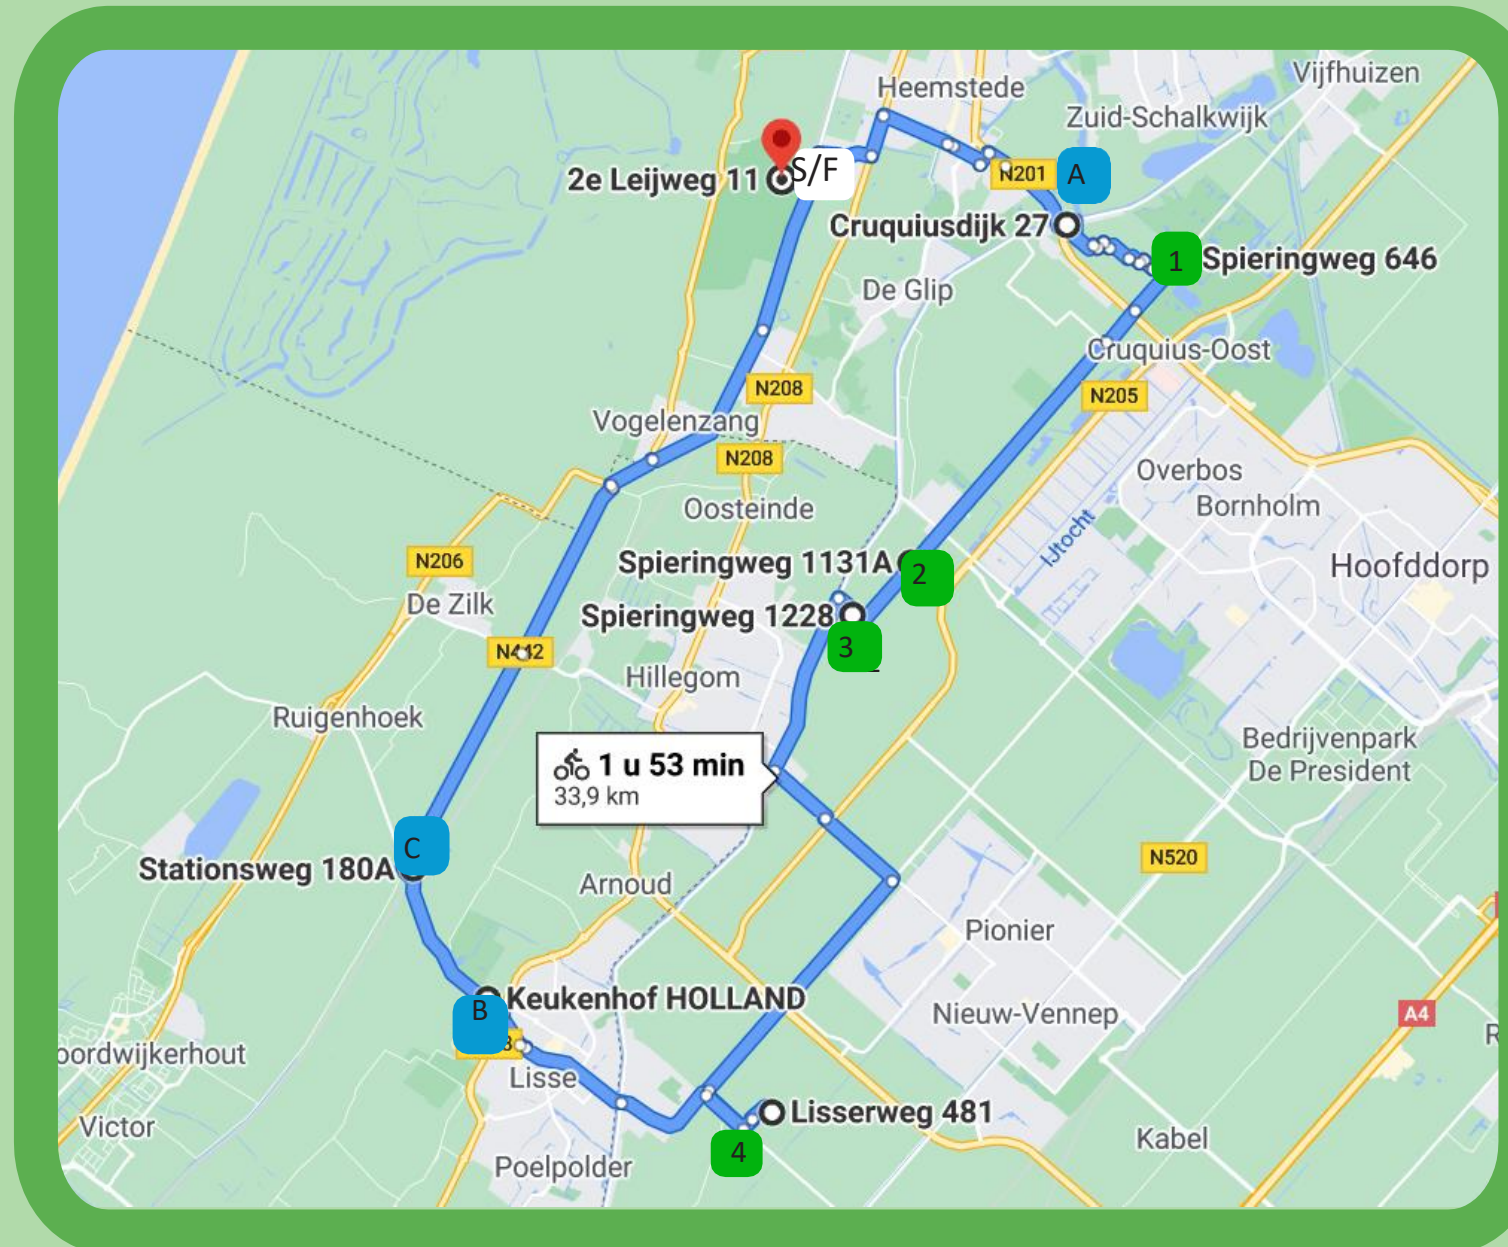 Vijfhuizen
Heemstede
Zuid-Schalkwijk
2e Leijweg 11
S/F
N201
A
Cruquiusdijk 27
1
Spieringweg 646
De Glip
Cruquius-Oost
N208
N205
Vogelenzang
N208
Overbos
Oosteinde
Bornholm
IJtocht
N206
Spieringweg 1131A
2
Hoofddorp
De Zilk
Spieringweg 1228
3
N442
Hillegom
Ruigenhoek
Bedrijvenpark
De President
1 u 53 min
33,9 km
C
Stationsweg 180A
N520
Arnoud
Pionier
Keukenhof HOLLAND
B
Nieuw-Vennep
A4
R
oordwijkerhout
8
Lisse
Victor
Lisserweg 481
4
Kabel
Poelpolder